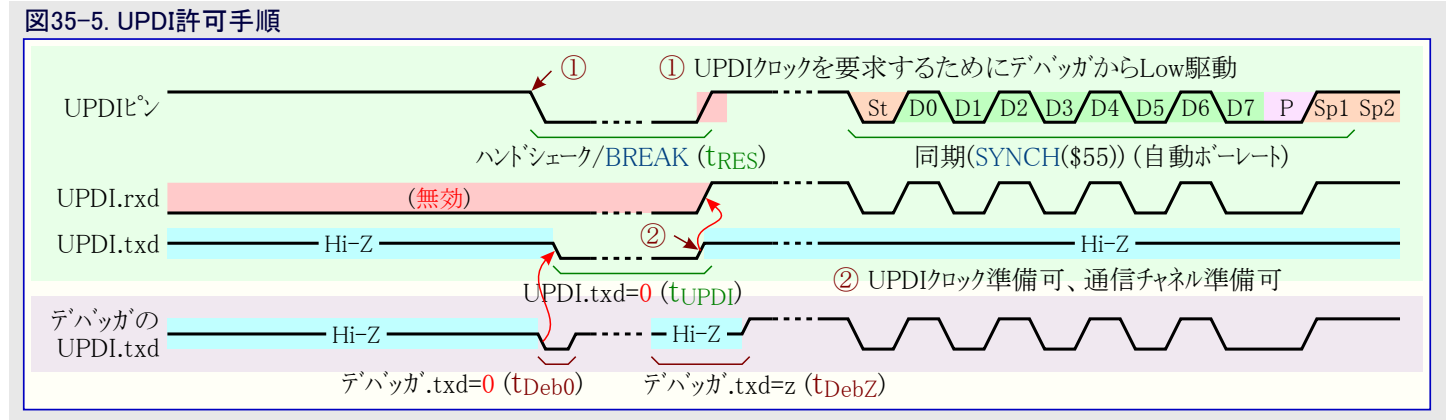 図35-5. UPDI許可手順
① ① UPDIクロックを要求するためにデバッガからLow駆動
UPDIピン St D0 D1 D2 D3 D4 D5 D6 D7 P Sp1 Sp2
ハンドシェーク/BREAK (tRES) 同期(SYNCH($55)) (自動ボーレート)
UPDI.rxd (無効)
UPDI.txd Hi-Z ② Hi-Z
UPDI.txd=0 (tUPDI) ② UPDIクロック準備可、通信チャネル準備可
デバッガの
UPDI.txd Hi-Z Hi-Z
デバッガ.txd=0 (tDeb0) デバッガ.txd=z (tDebZ)